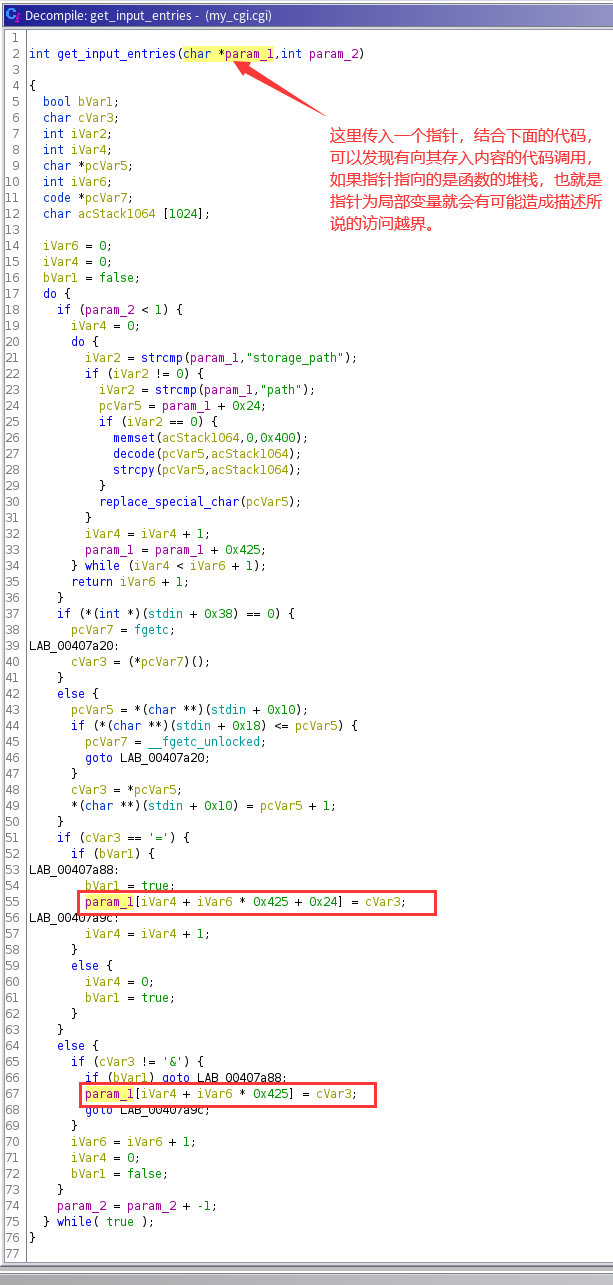 Decompile: get_input_entries - (my_cgi.cgi)
1
2 int get_input_entries(char *param_1,int param_2)
3
4 {
5 bool bVar1;
6 char cVar3;
7 int iVar2;
8 int iVar4;
9 char *pcVar5;
10 int iVar6;
11 code *pcVar7;
12 char acStack1064 [1024];
13
14 iVar6 = 0;
15 iVar4 = 0;
16 bVar1 = false;
17 do {
18 if (param_2 < 1) {
19 iVar4 = 0;
20 do {
21 iVar2 = strcmp(param_1,"storage_path");
22 if (iVar2 != 0) {
23 iVar2 = strcmp(param_1,"path");
24 pcVar5 = param_1 + 0x24;
25 if (iVar2 == 0) {
26 memset(acStack1064,0,0x400);
27 decode(pcVar5,acStack1064);
28 strcpy(pcVar5,acStack1064);
29 }
30 replace_special_char(pcVar5);
31 }
32 iVar4 = iVar4 + 1;
33 param_1 = param_1 + 0x425;
34 } while (iVar4 < iVar6 + 1);
35 return iVar6 + 1;
36 }
37 if (*(int *)(stdin + 0x38) == 0) {
38 pcVar7 = fgetc;
39 LAB_00407a20:
40 cVar3 = (*pcVar7)();
41 }
42 else {
43 pcVar5 = *(char **)(stdin + 0x10);
44 if (*(char **)(stdin + 0x18) <= pcVar5) {
45 pcVar7 = __fgetc_unlocked;
46 goto LAB_00407a20;
47 }
48 cVar3 = *pcVar5;
49 *(char **)(stdin + 0x10) = pcVar5 + 1;
50 }
51 if (cVar3 == '=') {
52 if (bVar1) {
53 LAB_00407a88:
54 bVar1 = true;
55 param_1[iVar4 + iVar6 * 0x425 + 0x24] = cVar3;
56 LAB_00407a9c:
57 iVar4 = iVar4 + 1;
58 }
59 else {
60 iVar4 = 0;
61 bVar1 = true;
62 }
63 }
64 else {
65 if (cVar3 != '&') {
66 if (bVar1) goto LAB_00407a88;
67 param_1[iVar4 + iVar6 * 0x425] = cVar3;
68 goto LAB_00407a9c;
69 }
70 iVar6 = iVar6 + 1;
71 iVar4 = 0;
72 bVar1 = false;
73 }
74 param_2 = param_2 + -1;
75 } while( true );
76 }
77
这里传入一个指针，结合下面的代码，
可以发现有向其存入内容的代码调用，
如果指针指向的是函数的堆栈，也就是
指针为局部变量就会有可能造成描述所
说的访问越界。